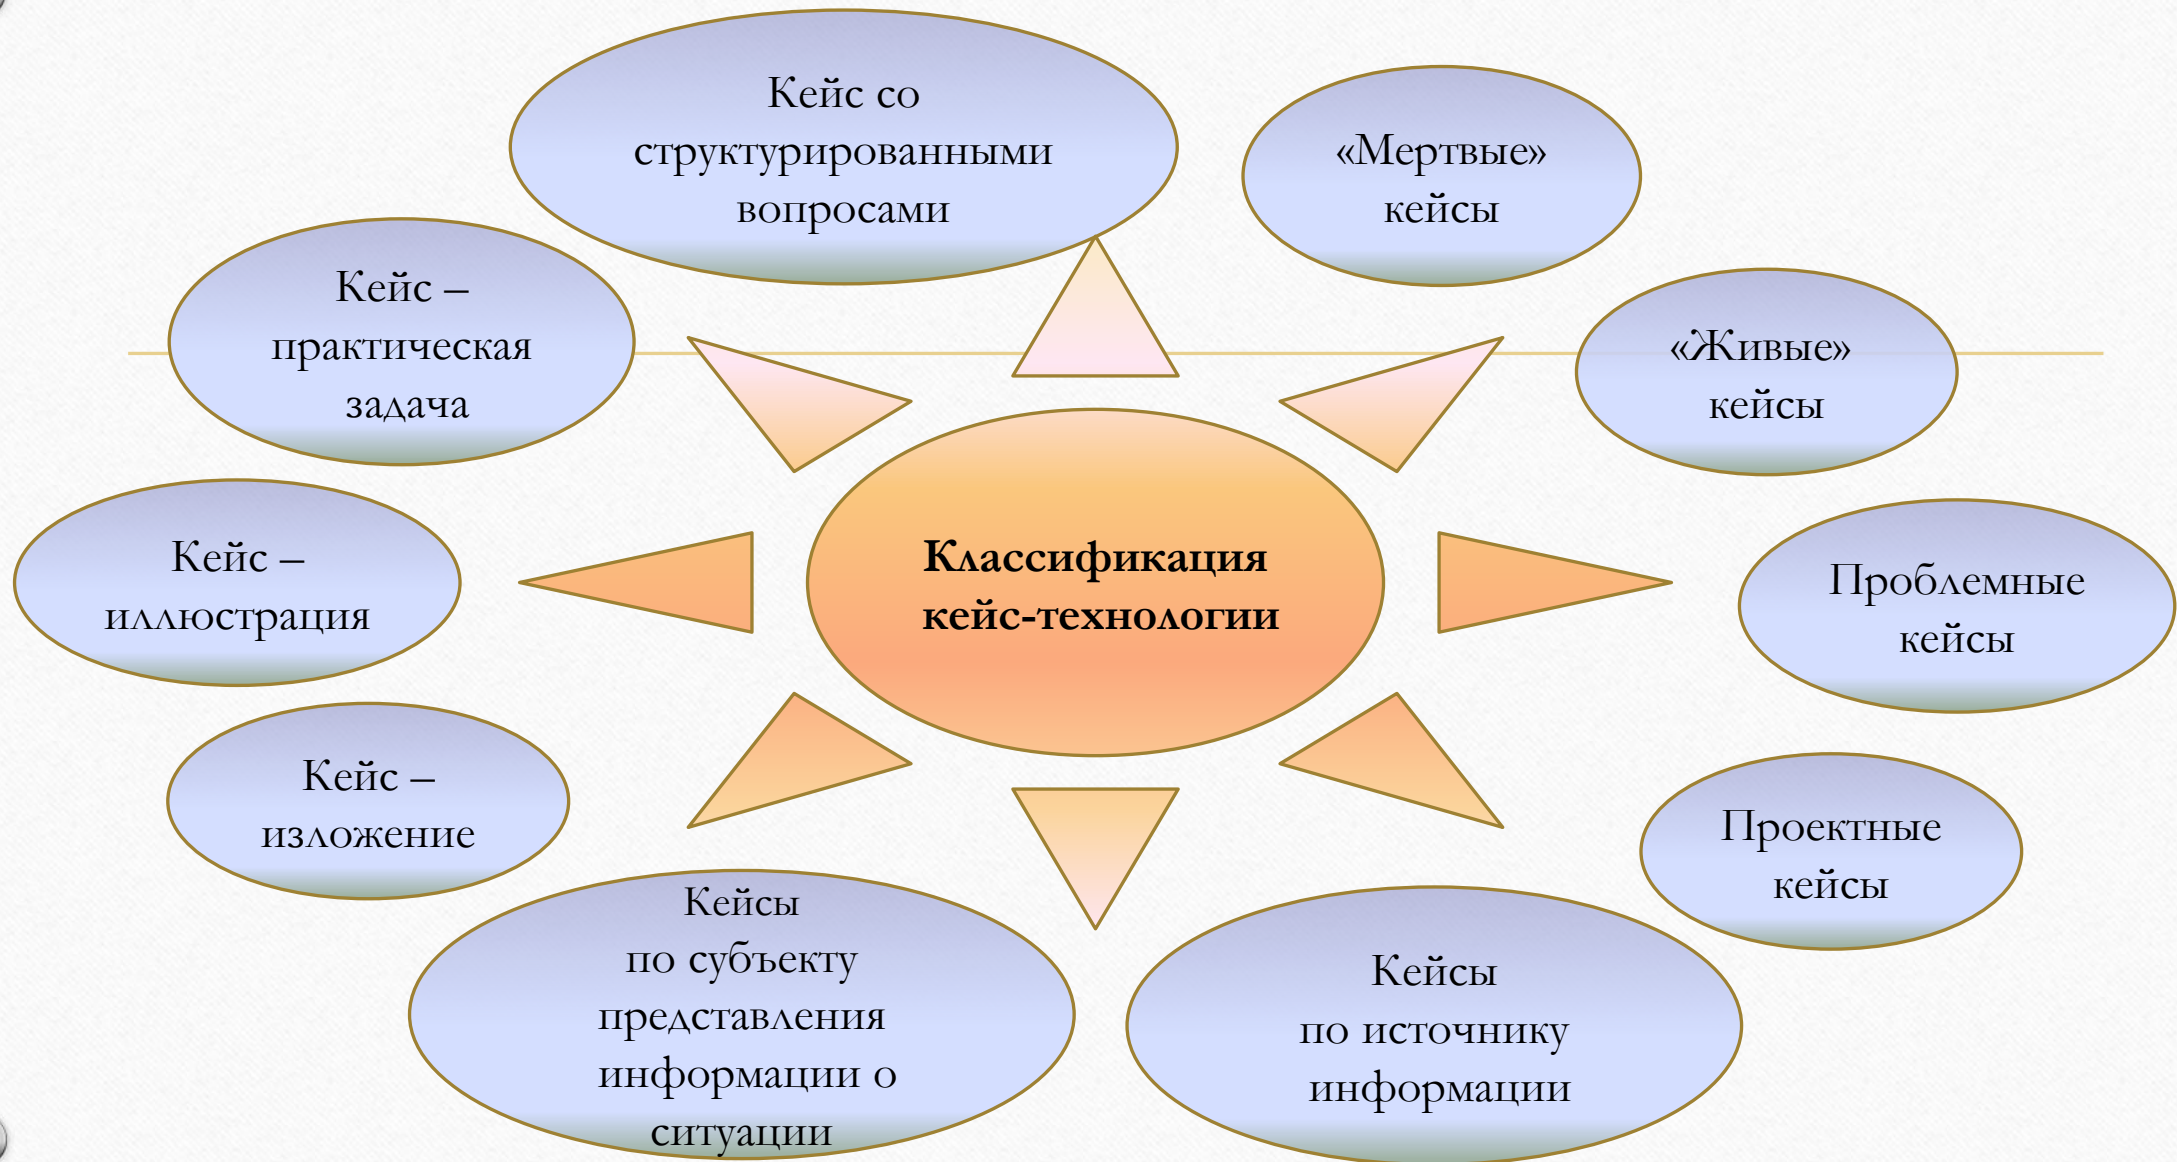 Кейс со
структурированными
вопросами
«Мертвые»
кейсы
Кейс –
практическая
задача
«Живые»
кейсы
Кейс –
иллюстрация
Классификация
кейс-технологии
Проблемные
кейсы
Кейс –
изложение
Проектные
кейсы
Кейсы
по субъекту
представления
информации о
ситуации
Кейсы
по источнику
информации